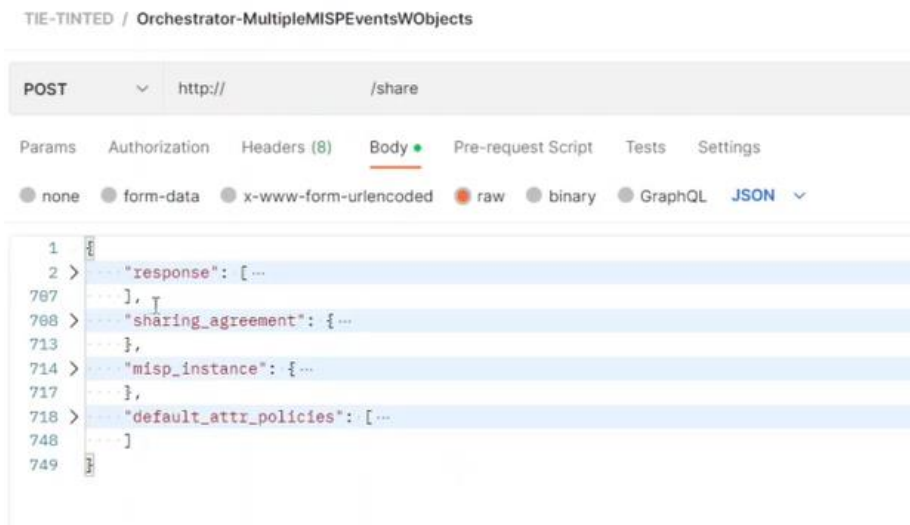 TIE-TINTED / Orchestrator-MultipleMISPEventsWObjects
POST http:// /share
Params Authorization Headers (8) Body Pre-request Script Tests Settings
none form-data x-www-form-urlencoded raw binary GraphQL JSON
1 {
2 > "response": [...
707 ],
708 > "sharing_agreement": {...
713 },
714 > "misp_instance": {...
717 },
718 > "default_attr_policies": [...
748 ]
749 }